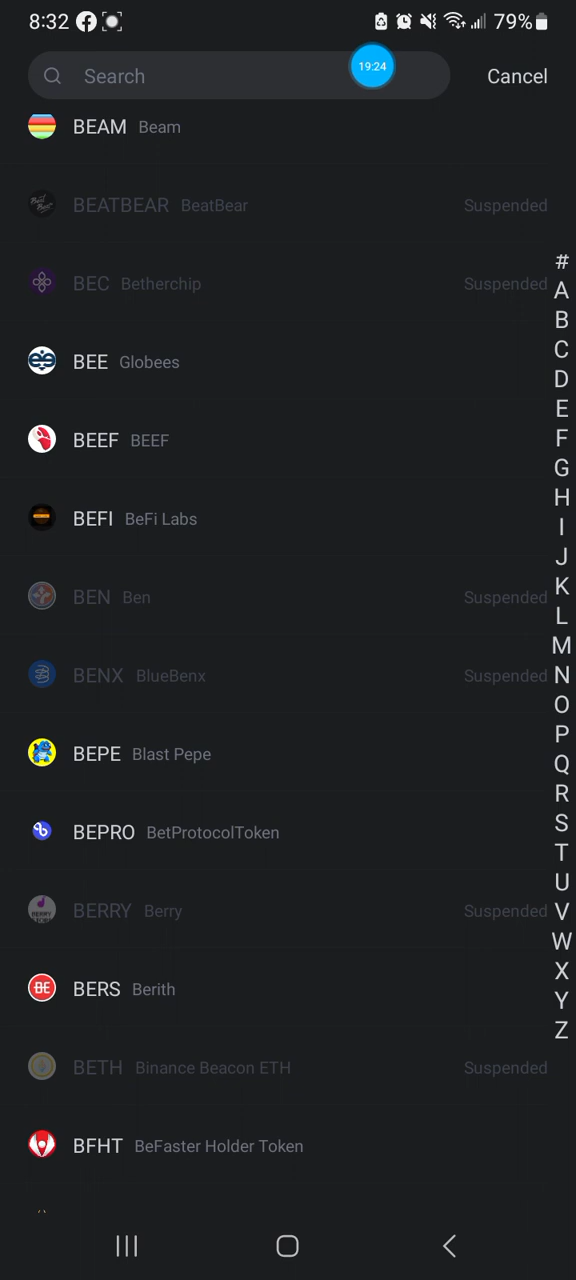 8:32 79%
19:24
Search Cancel
BEAM Beam
BEATBEAR BeatBear Suspended
BEC Betherchip Suspended
BEE Globees
BEEF BEEF
BEFI BeFi Labs
BEN Ben Suspended
BENX BlueBenx Suspended
BEPE Blast Pepe
BEPRO BetProtocolToken
BERRY Berry Suspended
BERS Berith
BETH Binance Beacon ETH Suspended
BFHT BeFaster Holder Token
#
A
B
C
D
E
F
G
H
I
J
K
L
M
N
O
P
Q
R
S
T
U
V
W
X
Y
Z